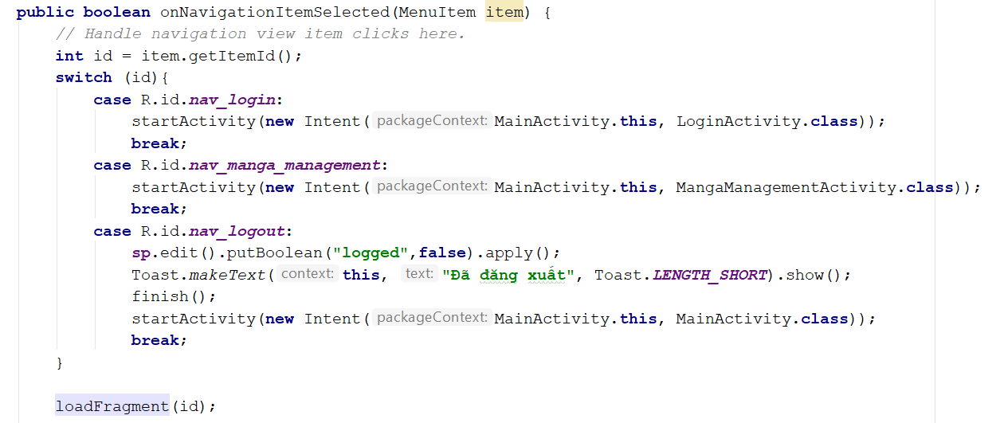 public boolean onNavigationItemSelected(MenuItem item) {
// Handle navigation view item clicks here.
int id = item.getItemId();
switch (id){
case R.id.nav_login:
startActivity(new Intent( packageContext: MainActivity.this, LoginActivity.class));
break;
case R.id.nav_manga_management:
startActivity(new Intent( packageContext: MainActivity.this, MangaManagementActivity.class));
break;
case R.id.nav_logout:
sp.edit().putBoolean("logged",false).apply();
Toast.makeText( context: this, text: "Đã đăng xuất", Toast.LENGTH_SHORT).show();
finish();
startActivity(new Intent( packageContext: MainActivity.this, MainActivity.class));
break;
}
loadFragment(id);